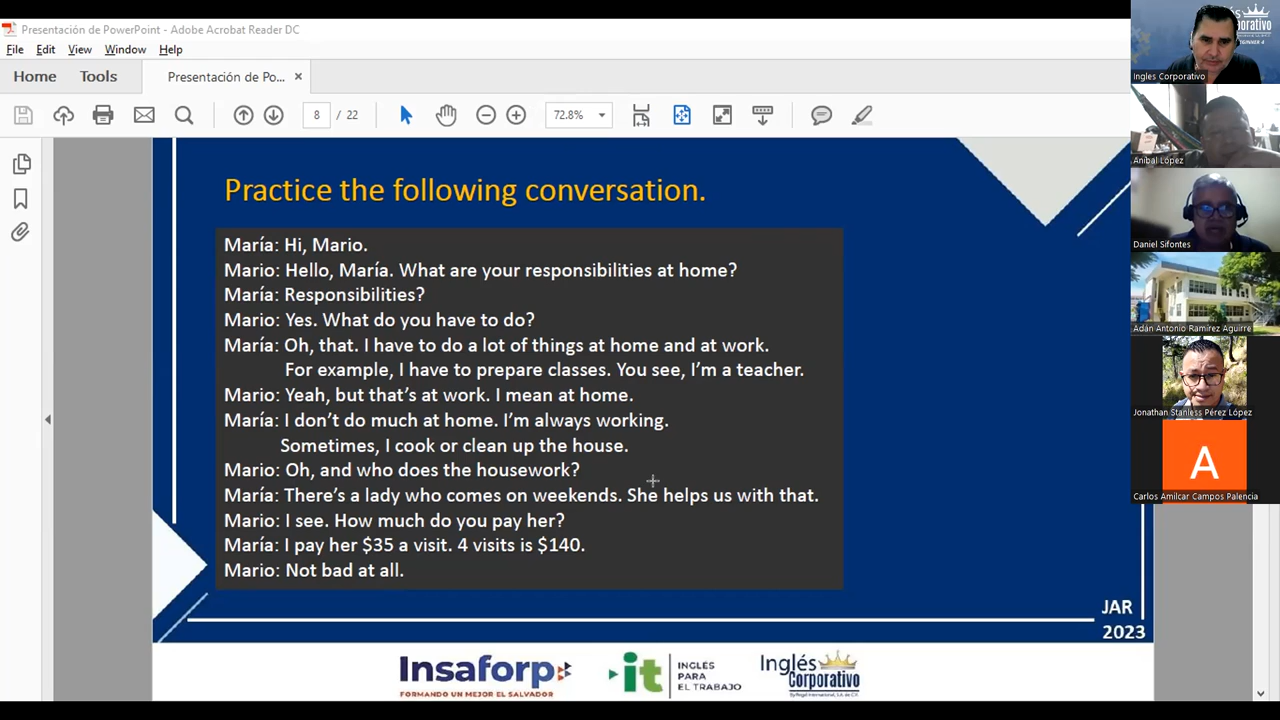 Presentación de PowerPoint - Adobe Acrobat Reader DC
File Edit View Window Help
Home Tools Presentación de Po... ×
8 / 22 72.8%
Practice the following conversation.
María: Hi, Mario.
Mario: Hello, María. What are your responsibilities at home?
María: Responsibilities?
Mario: Yes. What do you have to do?
María: Oh, that. I have to do a lot of things at home and at work.
For example, I have to prepare classes. You see, I’m a teacher.
Mario: Yeah, but that’s at work. I mean at home.
María: I don’t do much at home. I’m always working.
Sometimes, I cook or clean up the house.
Mario: Oh, and who does the housework?
María: There’s a lady who comes on weekends. She helps us with that.
Mario: I see. How much do you pay her?
María: I pay her $35 a visit. 4 visits is $140.
Mario: Not bad at all.
JAR
2023
Insaforp
FORMANDO UN MEJOR EL SALVADOR
it
INGLÉS
PARA
EL TRABAJO
Inglés
Corporativo
Ingles Corporativo
Aníbal López
Daniel Sifontes
Adán Antonio Ramírez Aguirre
Jonathan Stanless Pérez López
A
Carlos Amilcar Campos Palencia